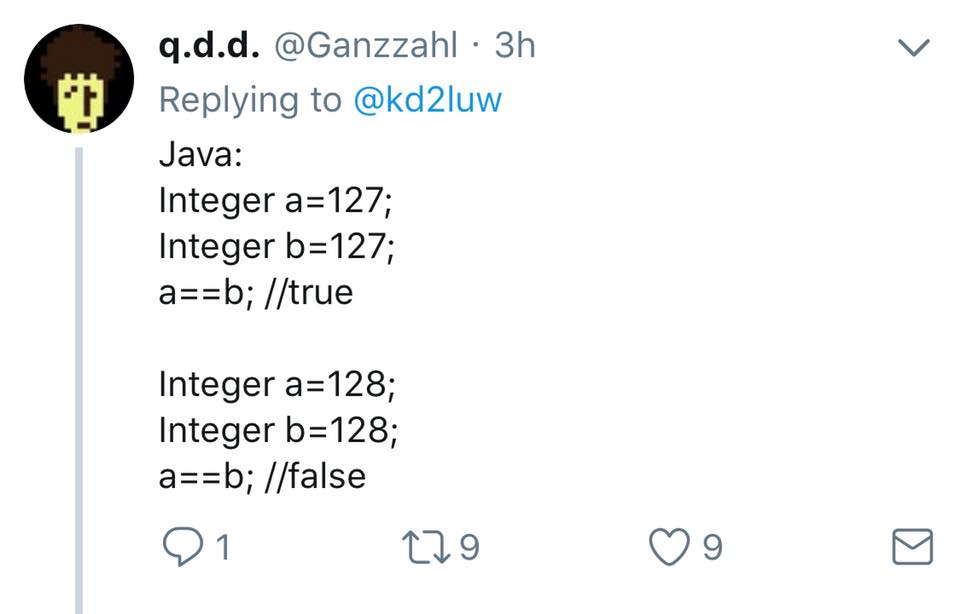 q.d.d. @Ganzzahl · 3h
Replying to @kd2luw
Java:
Integer a=127;
Integer b=127;
a==b; //true
Integer a=128;
Integer b=128;
a==b; //false
1 9 9